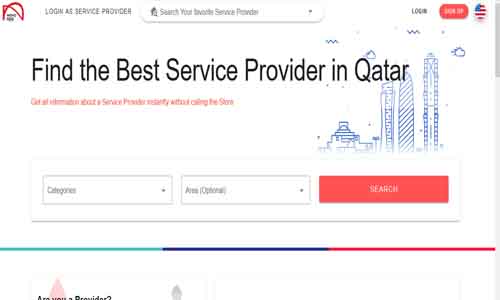 LOGIN AS SERVICE PROVIDER
Search Your favorite Service Provider
LOGIN
SIGN UP
Find the Best Service Provider in Qatar
Get all information about a Service Provider instantly without calling the Store
Categories
Area (Optional)
SEARCH
Are you a Provider?